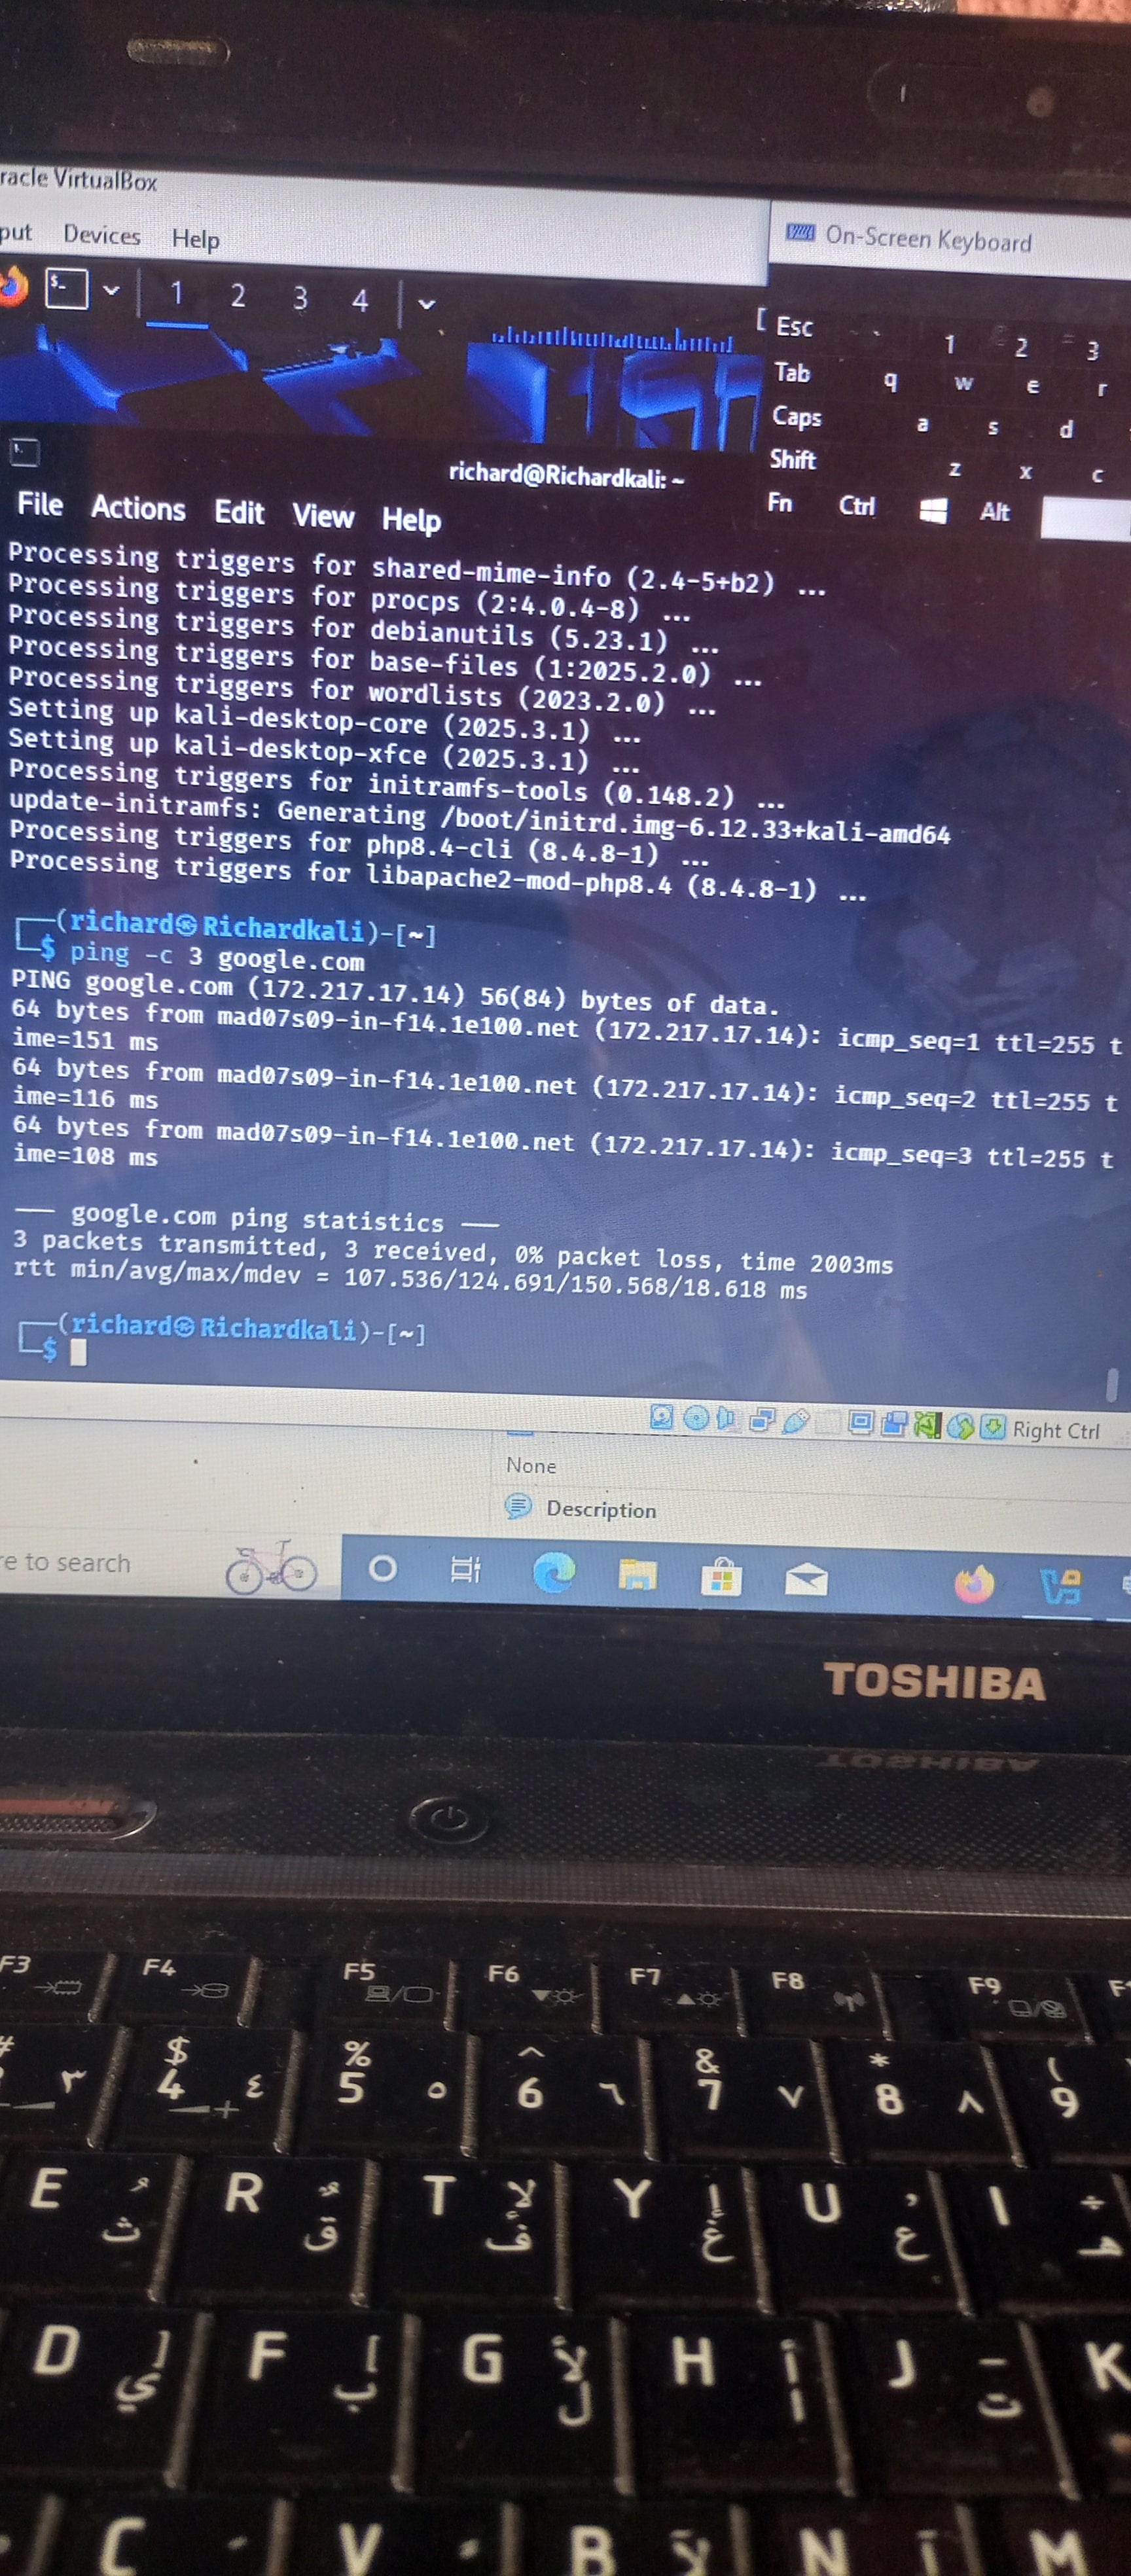 racle VirtualBox
put Devices Help
On-Screen Keyboard
1 2 3 4
Esc ` 1 2 3
Tab q w e r
Caps a s d
Shift z x c
Fn Ctrl Alt
richard@Richardkali: ~
File Actions Edit View Help
Processing triggers for shared-mime-info (2.4-5+b2) ...
Processing triggers for procps (2:4.0.4-8) ...
Processing triggers for debianutils (5.23.1) ...
Processing triggers for base-files (1:2025.2.0) ...
Processing triggers for wordlists (2023.2.0) ...
Setting up kali-desktop-core (2025.3.1) ...
Setting up kali-desktop-xfce (2025.3.1) ...
Processing triggers for initramfs-tools (0.148.2) ...
update-initramfs: Generating /boot/initrd.img-6.12.33+kali-amd64
Processing triggers for php8.4-cli (8.4.8-1) ...
Processing triggers for libapache2-mod-php8.4 (8.4.8-1) ...
┌──(richard㉿Richardkali)-[~]
└─$ ping -c 3 google.com
PING google.com (172.217.17.14) 56(84) bytes of data.
64 bytes from mad07s09-in-f14.1e100.net (172.217.17.14): icmp_seq=1 ttl=255 t
ime=151 ms
64 bytes from mad07s09-in-f14.1e100.net (172.217.17.14): icmp_seq=2 ttl=255 t
ime=116 ms
64 bytes from mad07s09-in-f14.1e100.net (172.217.17.14): icmp_seq=3 ttl=255 t
ime=108 ms
--- google.com ping statistics ---
3 packets transmitted, 3 received, 0% packet loss, time 2003ms
rtt min/avg/max/mdev = 107.536/124.691/150.568/18.618 ms
┌──(richard㉿Richardkali)-[~]
└─$
Right Ctrl
None
Description
re to search
TOSHIBA
F3 F4 F5 F6 F7 F8 F9
# $ % ^ & * (
٣ 4 ٤ 5 ٥ 6 ٦ 7 ٧ 8 ٨ 9
E ث R ق T ف لإ Y غ إ U ع I ÷ ه
D ي [ F ب ] G ل لأ H ا أ J ت ـ K
C V B لآ N آ M